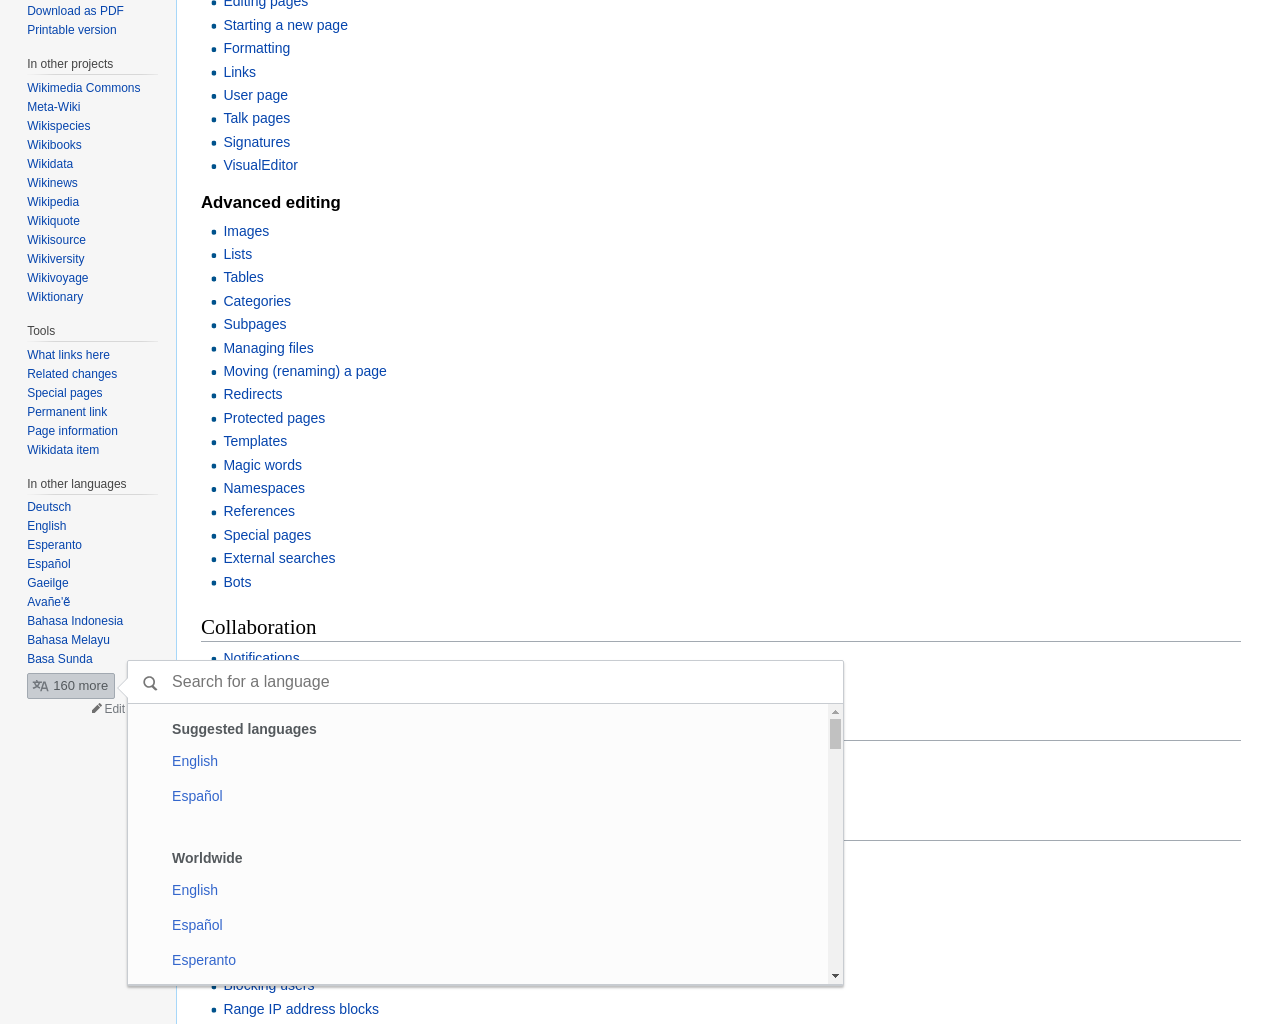 Download as PDF
Printable version
In other projects
Wikimedia Commons
Meta-Wiki
Wikispecies
Wikibooks
Wikidata
Wikinews
Wikipedia
Wikiquote
Wikisource
Wikiversity
Wikivoyage
Wiktionary
Tools
What links here
Related changes
Special pages
Permanent link
Page information
Wikidata item
In other languages
Deutsch
English
Esperanto
Español
Gaeilge
Avañe'ẽ
Bahasa Indonesia
Bahasa Melayu
Basa Sunda
160 more
Edit
Editing pages
Starting a new page
Formatting
Links
User page
Talk pages
Signatures
VisualEditor
Advanced editing
Images
Lists
Tables
Categories
Subpages
Managing files
Moving (renaming) a page
Redirects
Protected pages
Templates
Magic words
Namespaces
References
Special pages
External searches
Bots
Collaboration
Notifications
Search for a language
Suggested languages
English
Español
Worldwide
English
Español
Esperanto
Blocking users
Range IP address blocks